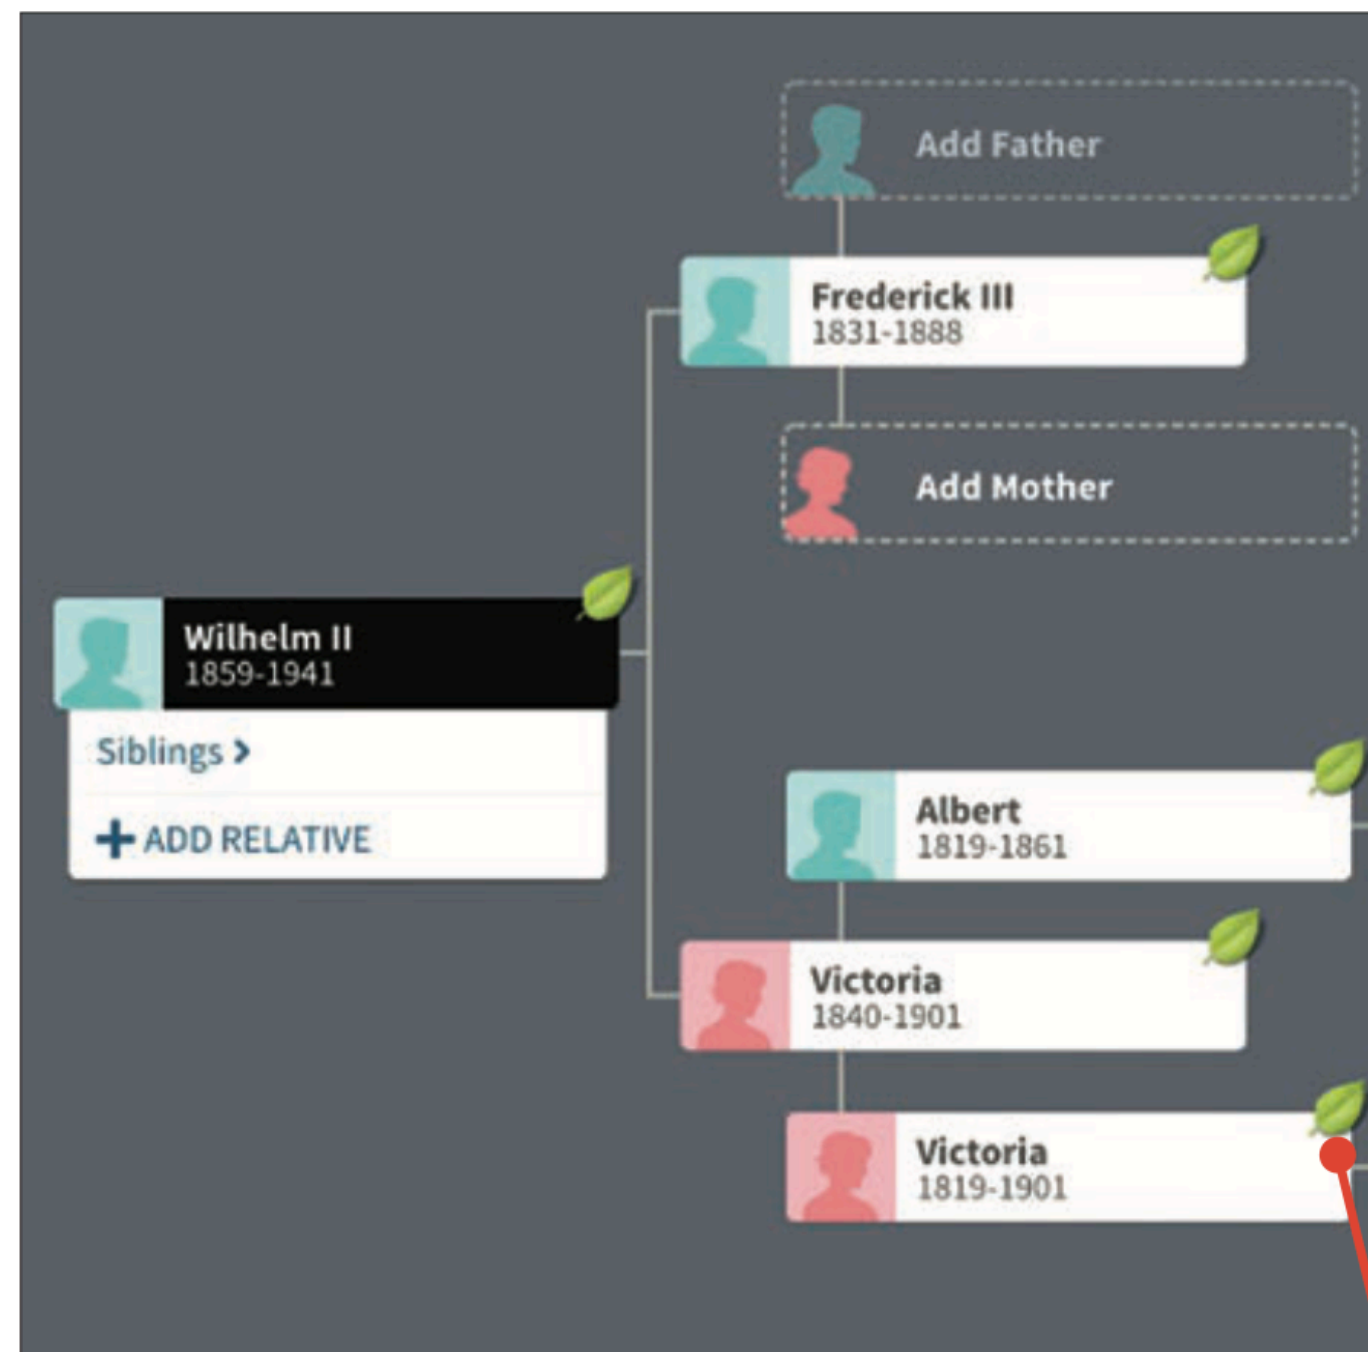 Add Father
Frederick III
1831-1888
Add Mother
Wilhelm II
1859-1941
Siblings >
+ ADD RELATIVE
Albert
1819-1861
Victoria
1840-1901
Victoria
1819-1901